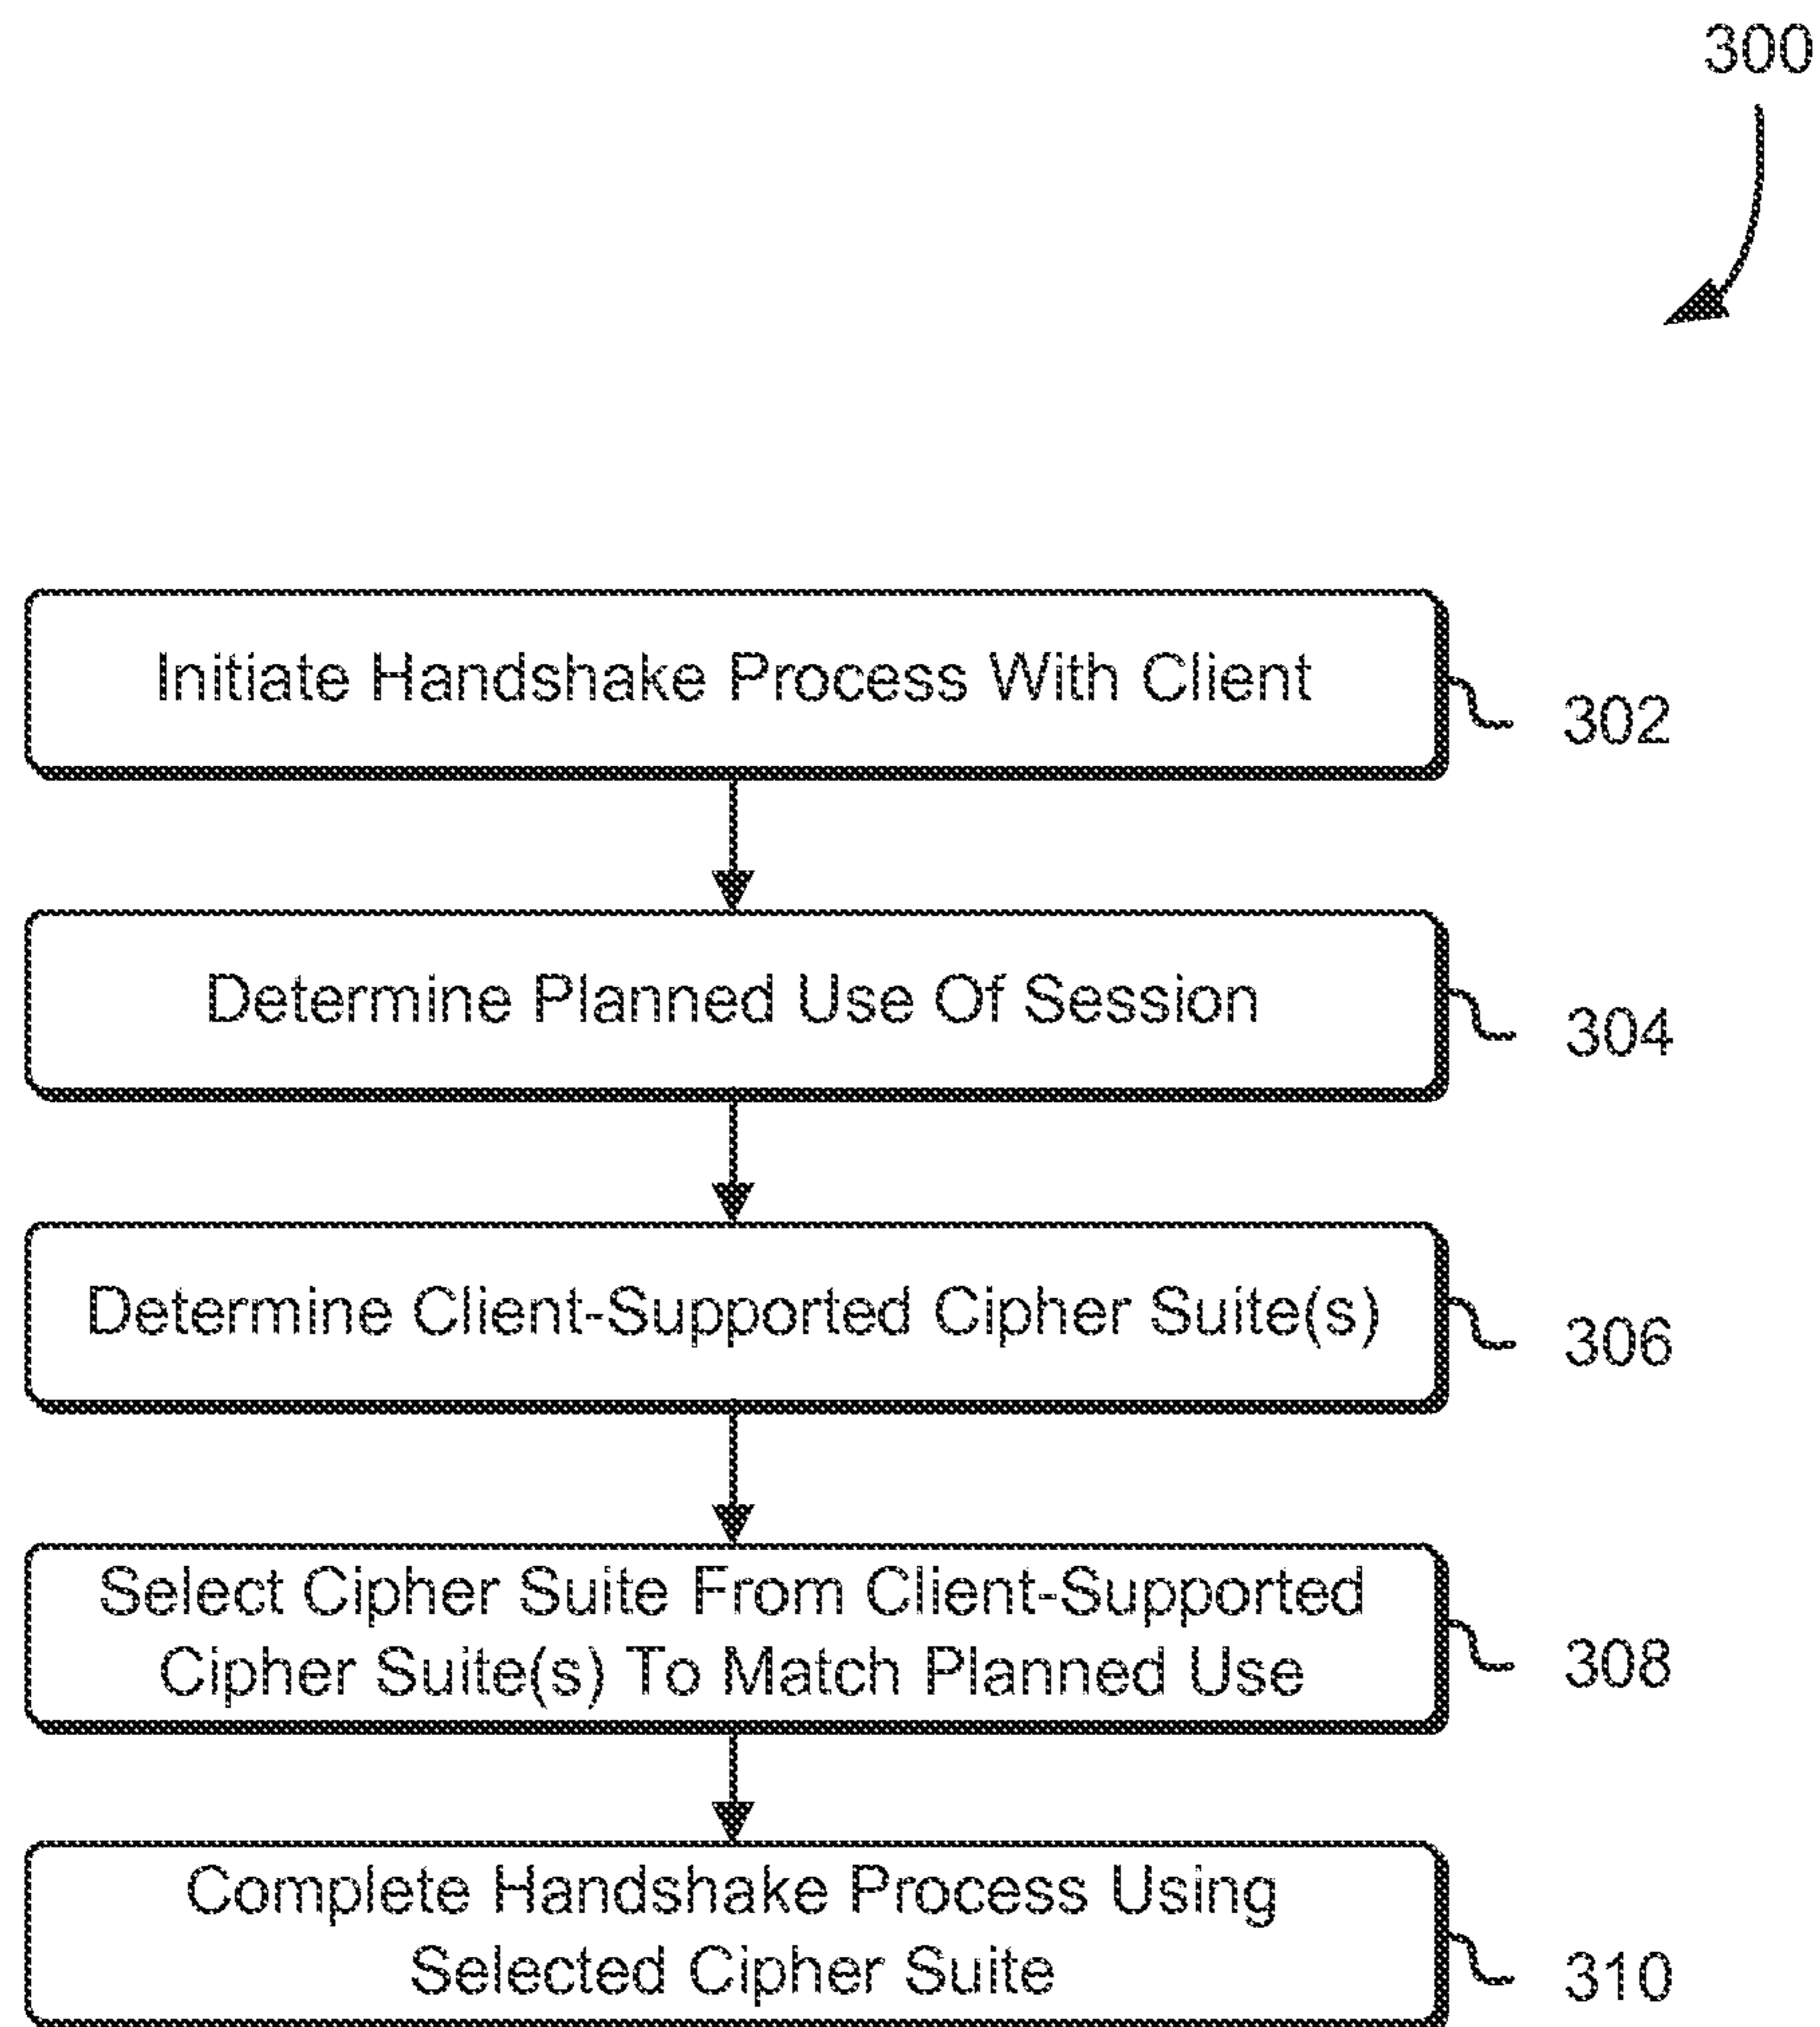 300
Initiate Handshake Process With Client
302
Determine Planned Use Of Session
304
Determine Client-Supported Cipher Suite(s)
306
Select Cipher Suite From Client-Supported
Cipher Suite(s) To Match Planned Use
308
Complete Handshake Process Using
Selected Cipher Suite
310